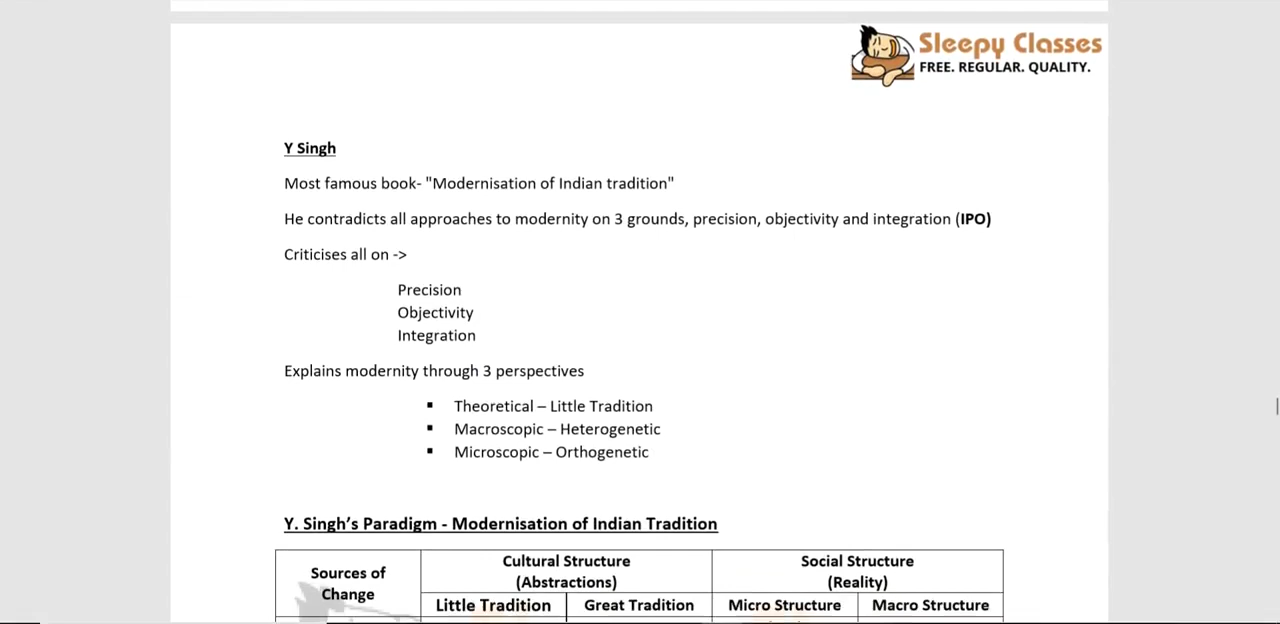 Sleepy Classes
FREE. REGULAR. QUALITY.
Y Singh
Most famous book- "Modernisation of Indian tradition"
He contradicts all approaches to modernity on 3 grounds, precision, objectivity and integration (IPO)
Criticises all on ->
Precision
Objectivity
Integration
Explains modernity through 3 perspectives
▪ Theoretical – Little Tradition
▪ Macroscopic – Heterogenetic
▪ Microscopic – Orthogenetic
Y. Singh’s Paradigm - Modernisation of Indian Tradition
Sources of Change
Cultural Structure (Abstractions)
Social Structure (Reality)
Little Tradition
Great Tradition
Micro Structure
Macro Structure